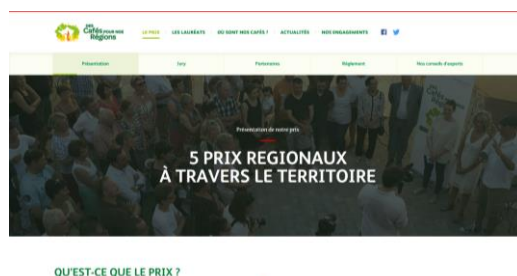 DES
Cafés POUR NOS
Régions
LE PRIX
LES LAURÉATS
OÙ SONT NOS CAFÉS ?
ACTUALITÉS
NOS ENGAGEMENTS
Présentation
Jury
Partenaires
Règlement
Nos conseils d'experts
Présentation de notre prix
5 PRIX REGIONAUX
À TRAVERS LE TERRITOIRE
QU'EST-CE QUE LE PRIX ?